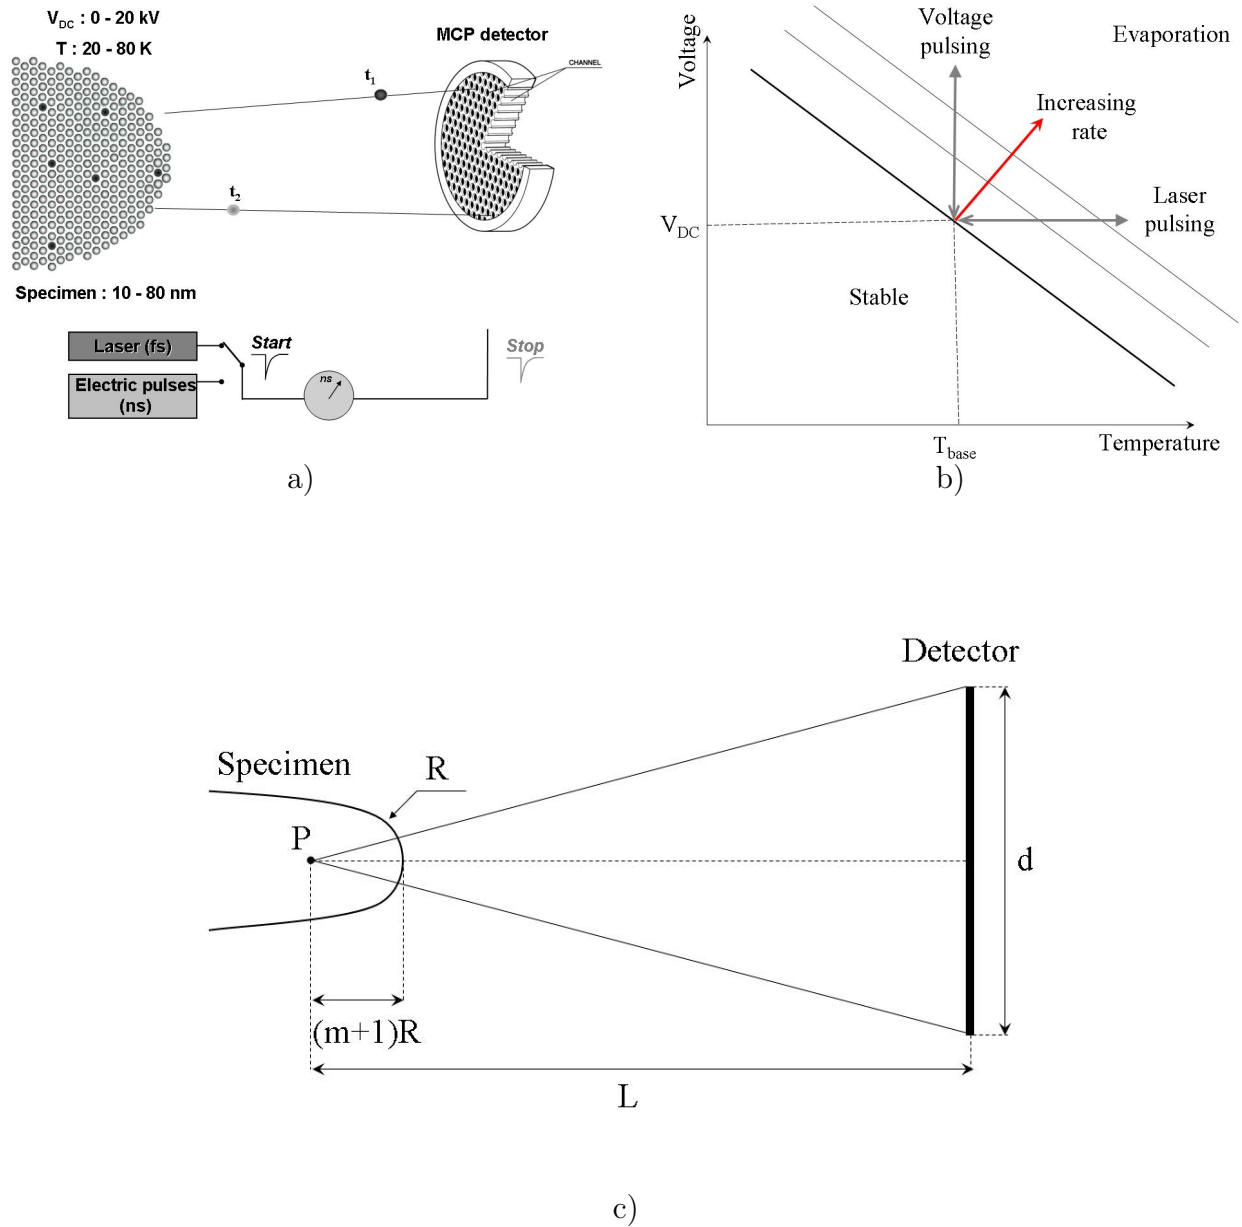 V_DC : 0 - 20 kV
T : 20 - 80 K
MCP detector
CHANNEL
t₁
t₂
Specimen : 10 - 80 nm
Laser (fs)
Start
Stop
ns
Electric pulses
(ns)
a)
Voltage
Voltage
pulsing
Evaporation
Increasing
rate
Laser
pulsing
V_DC
Stable
T_base
Temperature
b)
Detector
Specimen
R
P
d
(m+1)R
L
c)